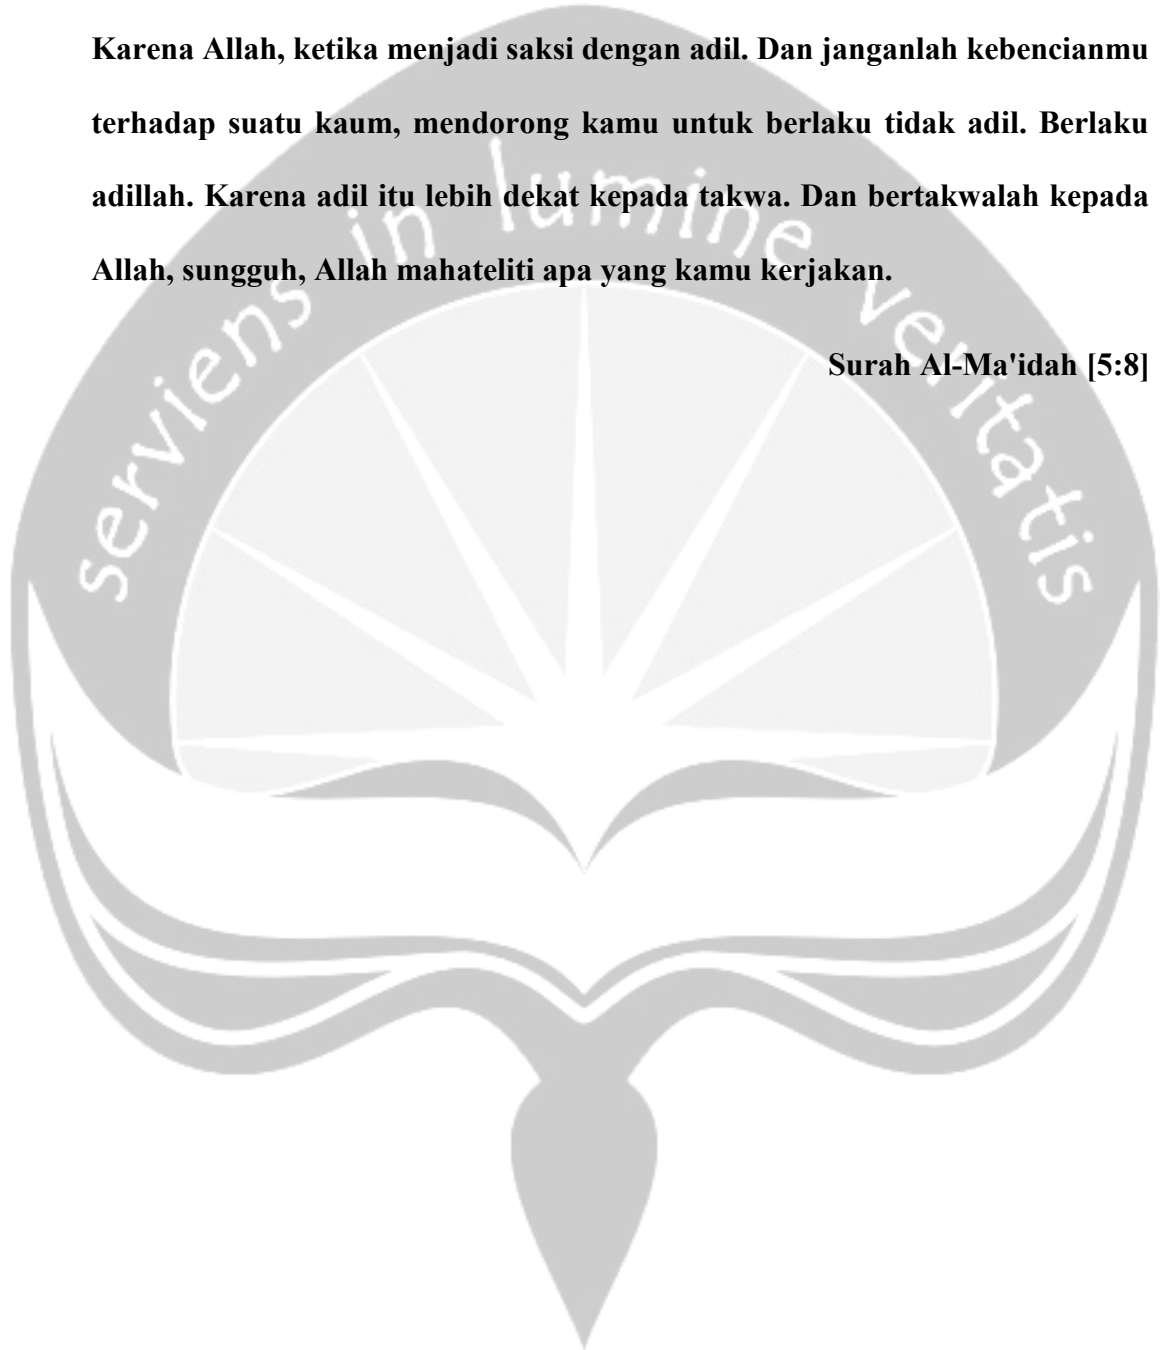 Karena Allah, ketika menjadi saksi dengan adil. Dan janganlah kebencianmu
terhadap suatu kaum, mendorong kamu untuk berlaku tidak adil. Berlaku
adillah. Karena adil itu lebih dekat kepada takwa. Dan bertakwalah kepada
Allah, sungguh, Allah mahateliti apa yang kamu kerjakan.
Surah Al-Ma'idah [5:8]
serviens in lumine veritatis